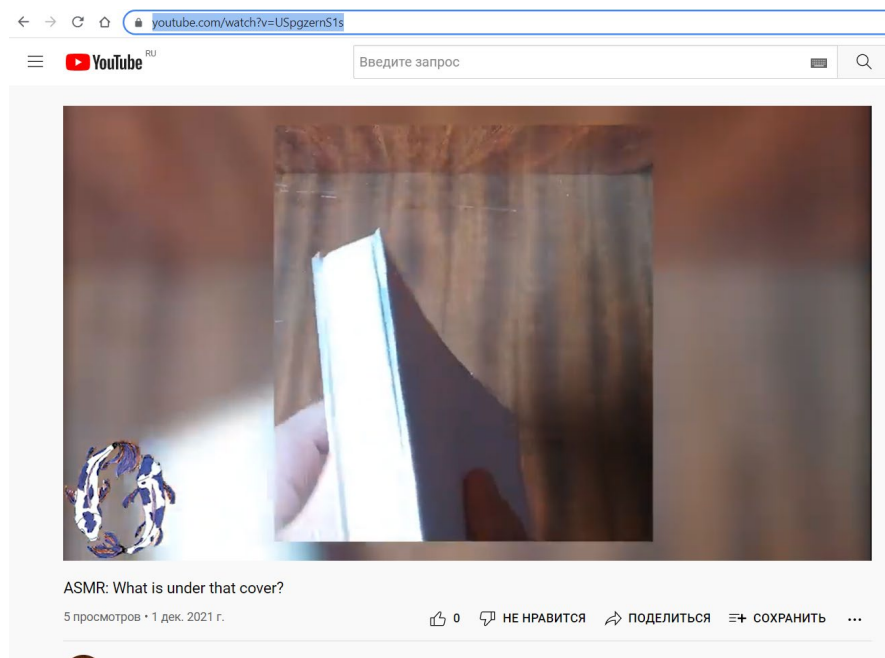 youtube.com/watch?v=USpgzernS1s
YouTube RU
Введите запрос
ASMR: What is under that cover?
5 просмотров • 1 дек. 2021 г.
0 НЕ НРАВИТСЯ ПОДЕЛИТЬСЯ СОХРАНИТЬ